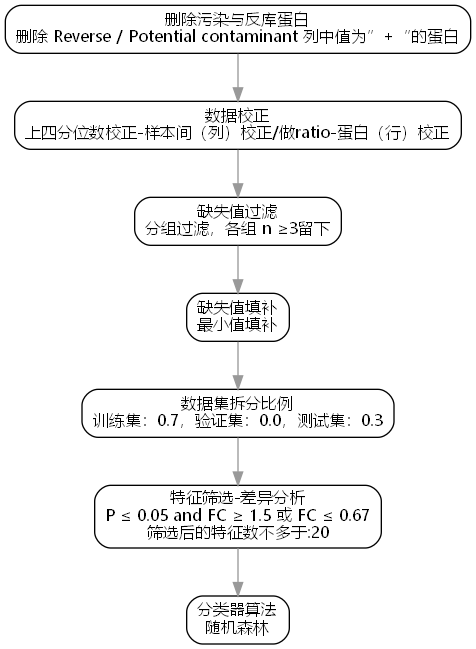 删除污染与反库蛋白
删除 Reverse / Potential contaminant 列中值为”+“的蛋白
数据校正
上四分位数校正-样本间（列）校正/做ratio-蛋白（行）校正
缺失值过滤
分组过滤，各组 n ≥3留下
缺失值填补
最小值填补
数据集拆分比例
训练集：0.7，验证集：0.0，测试集：0.3
特征筛选-差异分析
P ≤ 0.05 and FC ≥ 1.5 或 FC ≤ 0.67
筛选后的特征数不多于:20
分类器算法
随机森林